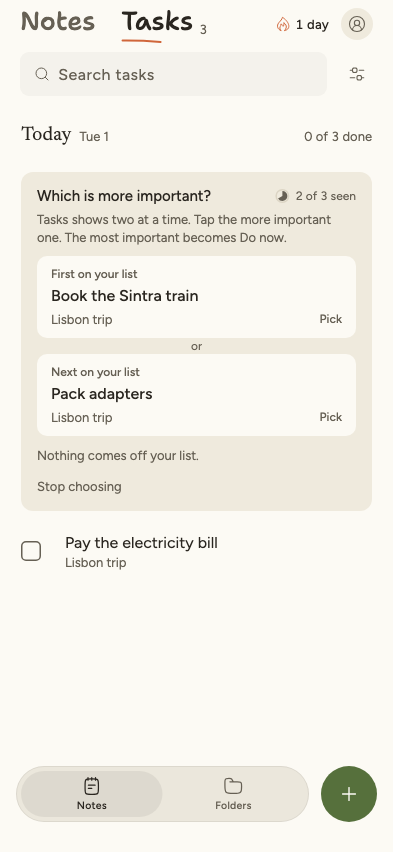 Notes Tasks 3
1 day
Search tasks
Today Tue 1
0 of 3 done
Which is more important?
2 of 3 seen
Tasks shows two at a time. Tap the more important
one. The most important becomes Do now.
First on your list
Book the Sintra train
Lisbon trip
Pick
or
Next on your list
Pack adapters
Lisbon trip
Pick
Nothing comes off your list.
Stop choosing
Pay the electricity bill
Lisbon trip
Notes
Folders